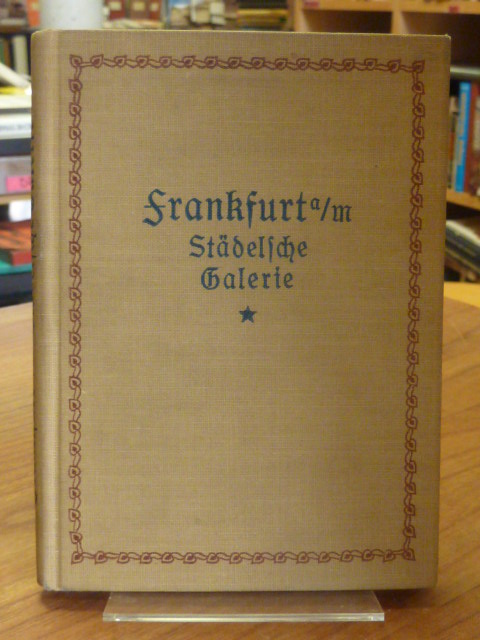 Frankfurt a/m
Städelſche
Galerie